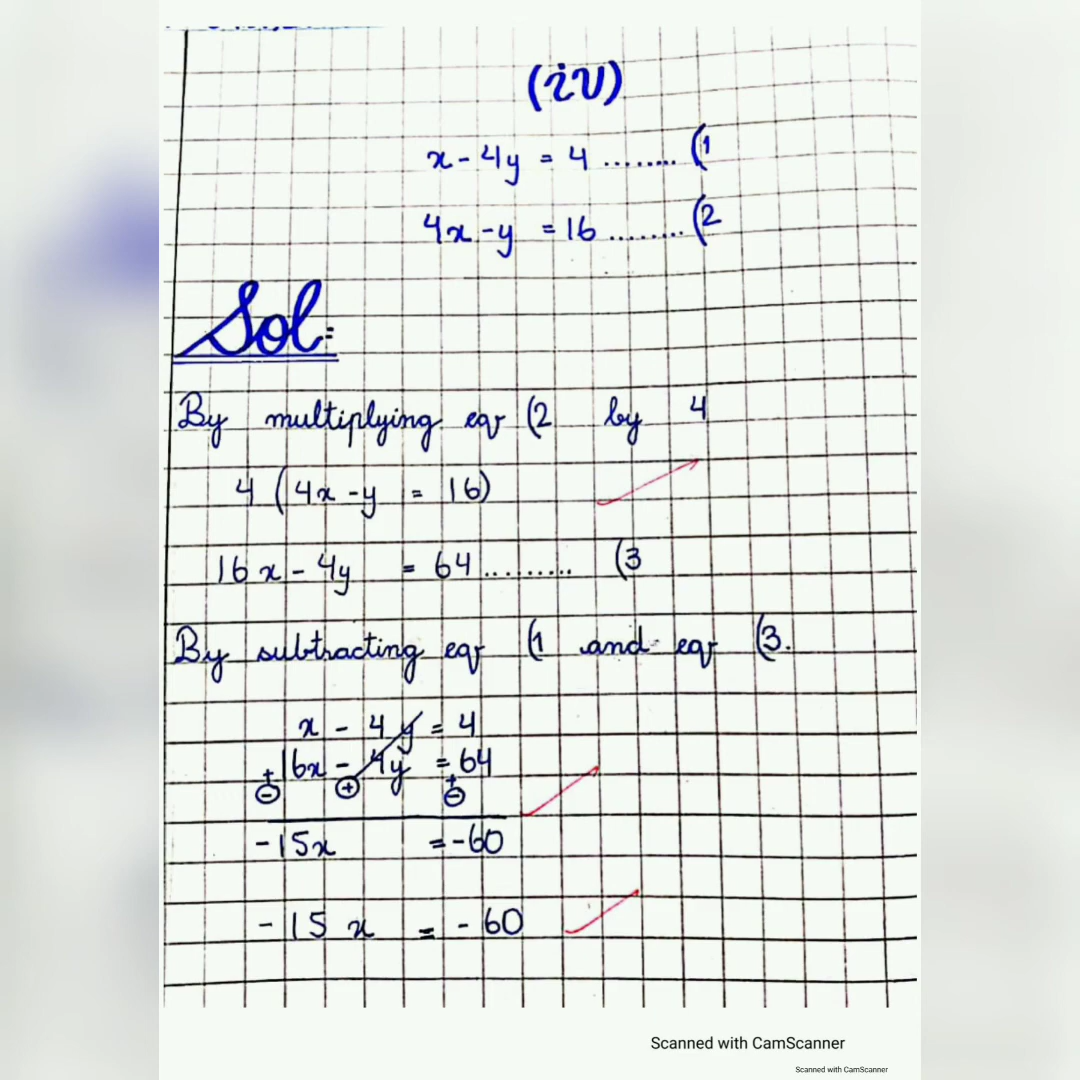 (iv)
x - 4y = 4 ........ (1
4x - y = 16 ........ (2
Sol:
By multiplying eq (2 by 4
4 (4x - y = 16)
16x - 4y = 64 ......... (3
By subtracting eq (1 and eq (3.
x - 4y = 4
+16x - 4y = +64
⊖ ⊕ ⊖
-15x = -60
-15x = -60
Scanned with CamScanner
Scanned with CamScanner